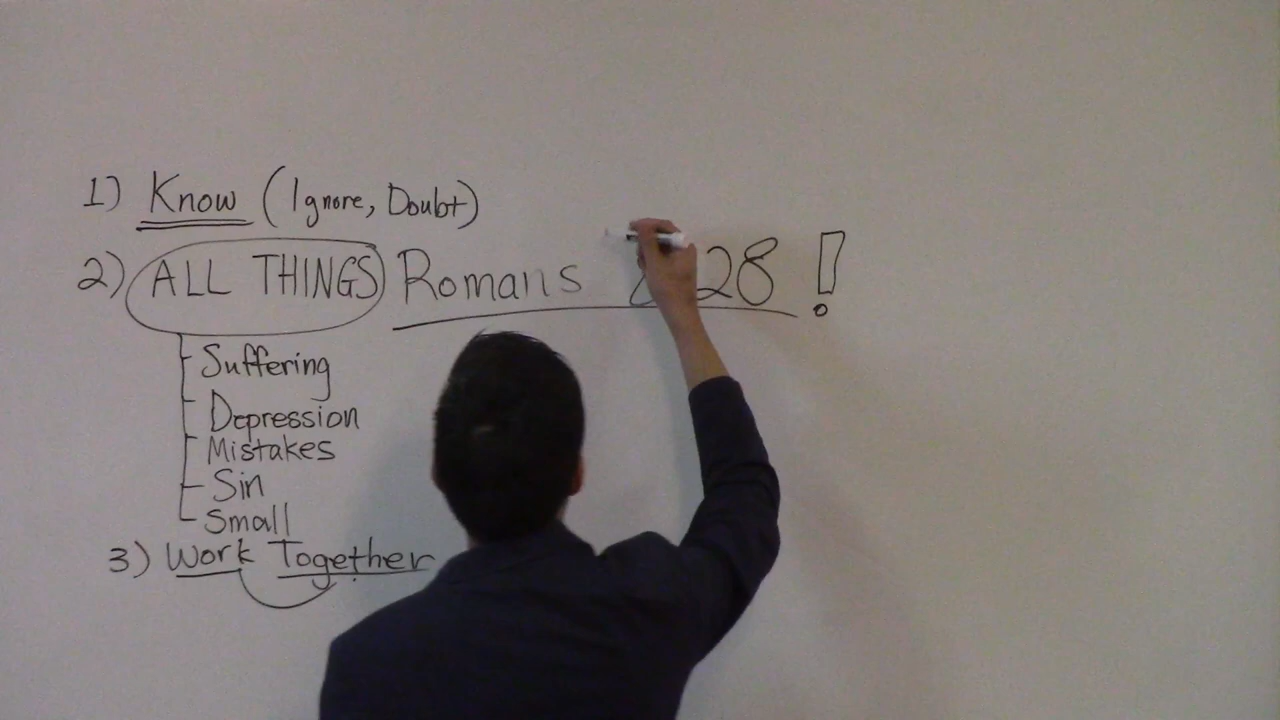 1) Know (Ignore, Doubt)
2) ALL THINGS Romans 28 !
Suffering
Depression
Mistakes
Sin
Small
3) Work Together